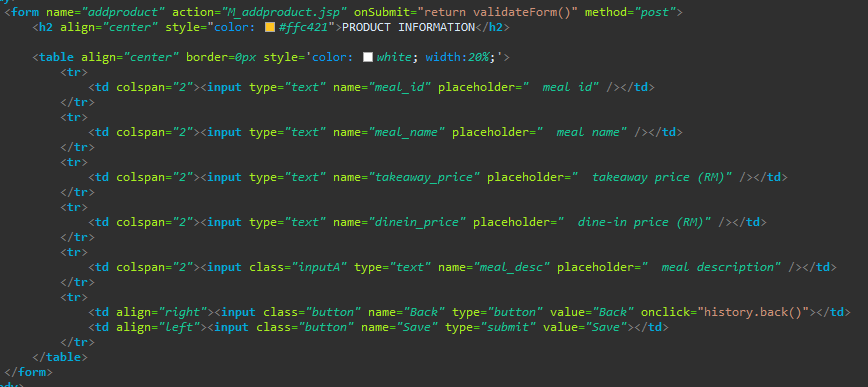 <form name="addproduct" action="M_addproduct.jsp" onSubmit="return validateForm()" method="post">
<h2 align="center" style="color: #ffc421">PRODUCT INFORMATION</h2>
<table align="center" border=0px style='color: white; width:20%;'>
<tr>
<td colspan="2"><input type="text" name="meal_id" placeholder="  meal id" /></td>
</tr>
<tr>
<td colspan="2"><input type="text" name="meal_name" placeholder="  meal name" /></td>
</tr>
<tr>
<td colspan="2"><input type="text" name="takeaway_price" placeholder="  takeaway price (RM)" /></td>
</tr>
<tr>
<td colspan="2"><input type="text" name="dinein_price" placeholder="  dine-in price (RM)" /></td>
</tr>
<tr>
<td colspan="2"><input class="inputA" type="text" name="meal_desc" placeholder="  meal description" /></td>
</tr>
<tr>
<td align="right"><input class="button" name="Back" type="button" value="Back" onclick="history.back()"></td>
<td align="left"><input class="button" name="Save" type="submit" value="Save"></td>
</tr>
</table>
</form>